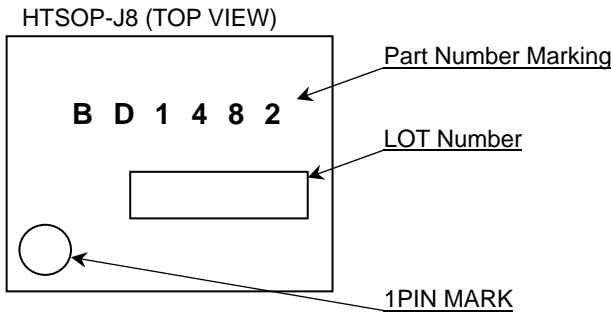 HTSOP-J8 (TOP VIEW)
Part Number Marking
B D 1 4 8 2
LOT Number
1PIN MARK